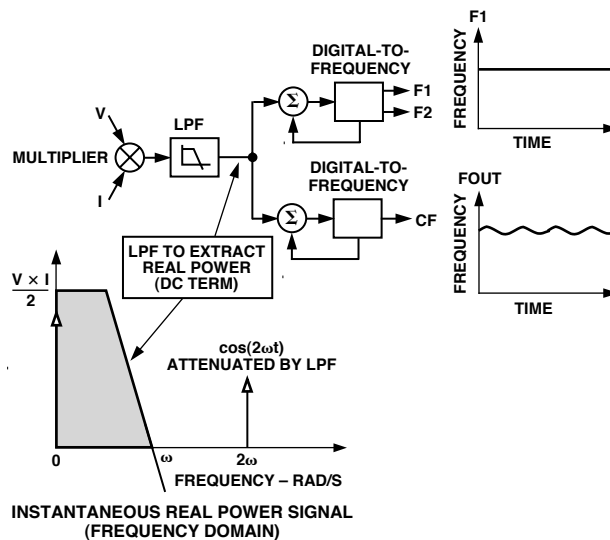 F1
FREQUENCY
TIME
DIGITAL-TO-
FREQUENCY
Σ
F1
F2
V
LPF
MULTIPLIER
I
DIGITAL-TO-
FREQUENCY
Σ
CF
FOUT
FREQUENCY
TIME
LPF TO EXTRACT
REAL POWER
(DC TERM)
V × I
2
cos(2ωt)
ATTENUATED BY LPF
0
ω
2ω
FREQUENCY – RAD/S
INSTANTANEOUS REAL POWER SIGNAL
(FREQUENCY DOMAIN)